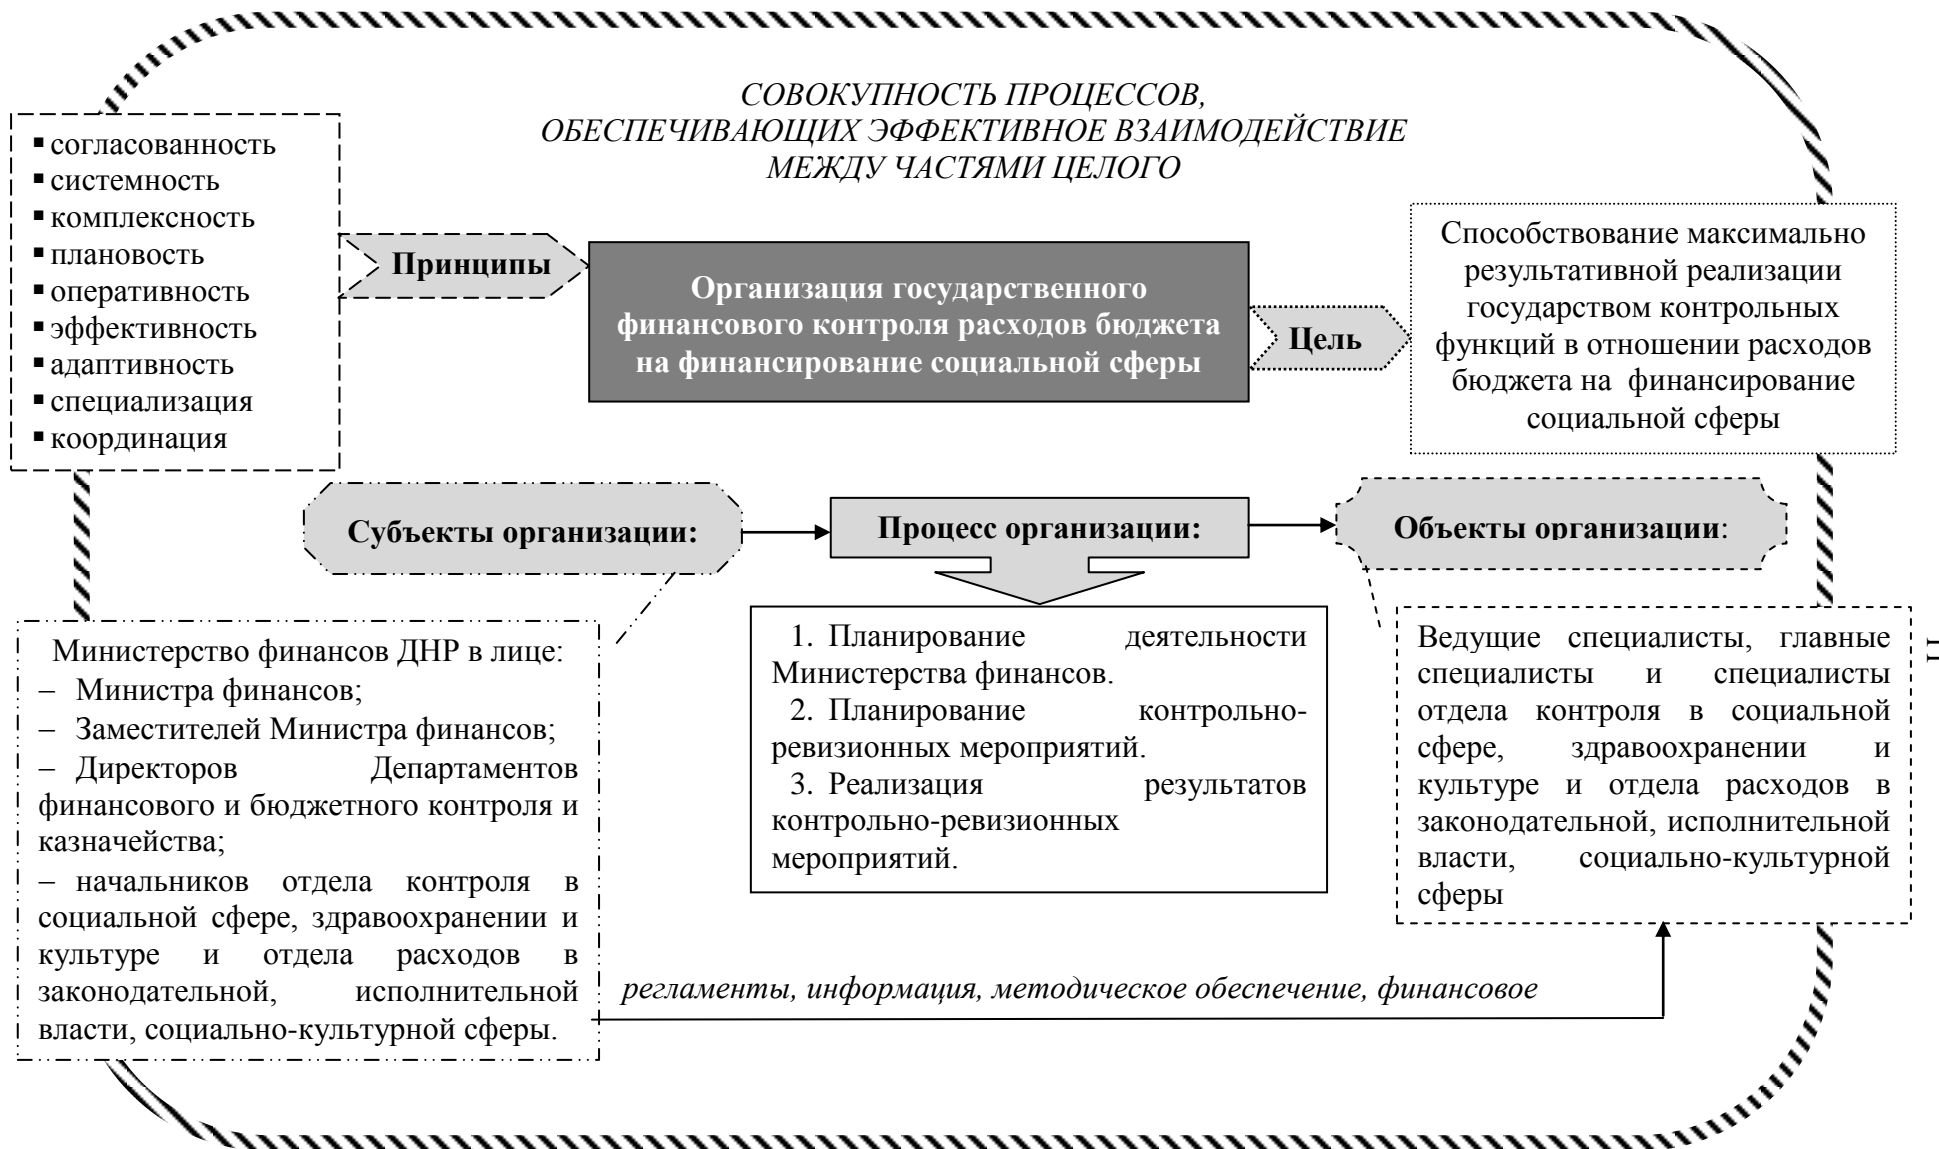 СОВОКУПНОСТЬ ПРОЦЕССОВ,
ОБЕСПЕЧИВАЮЩИХ ЭФФЕКТИВНОЕ ВЗАИМОДЕЙСТВИЕ
МЕЖДУ ЧАСТЯМИ ЦЕЛОГО
▪ согласованность
▪ системность
▪ комплексность
▪ плановость
▪ оперативность
▪ эффективность
▪ адаптивность
▪ специализация
▪ координация
Принципы
Организация государственного
финансового контроля расходов бюджета
на финансирование социальной сферы
Цель
Способствование максимально
результативной реализации
государством контрольных
функций в отношении расходов
бюджета на финансирование
социальной сферы
Субъекты организации:
Процесс организации:
Объекты организации:
Министерство финансов ДНР в лице:
– Министра финансов;
– Заместителей Министра финансов;
– Директоров Департаментов
финансового и бюджетного контроля и
казначейства;
– начальников отдела контроля в
социальной сфере, здравоохранении и
культуре и отдела расходов в
законодательной, исполнительной
власти, социально-культурной сферы.
1. Планирование деятельности
Министерства финансов.
2. Планирование контрольно-
ревизионных мероприятий.
3. Реализация результатов
контрольно-ревизионных
мероприятий.
Ведущие специалисты, главные
специалисты и специалисты
отдела контроля в социальной
сфере, здравоохранении и
культуре и отдела расходов в
законодательной, исполнительной
власти, социально-культурной
сферы
регламенты, информация, методическое обеспечение, финансовое